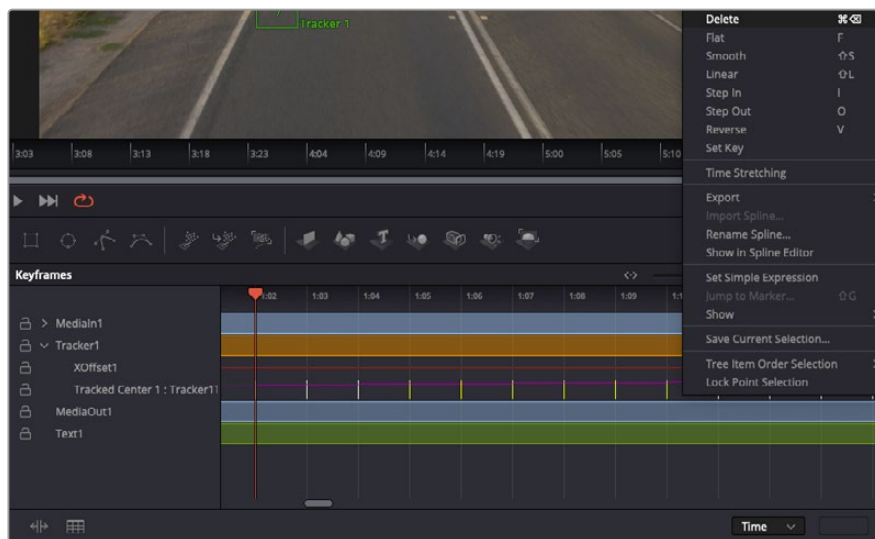 Tracker 1
Delete ⌘⌫
Flat F
Smooth ⇧S
Linear ⇧L
Step In I
Step Out O
Reverse V
Set Key
Time Stretching
Export
Import Spline...
Rename Spline...
Show in Spline Editor
Set Simple Expression
Jump to Marker... ⇧G
Show
Save Current Selection...
Tree Item Order Selection
Lock Point Selection
3:03 3:08 3:13 3:18 3:23 4:04 4:09 4:14 4:19 5:00 5:05 5:10
Keyframes
1:02 1:03 1:04 1:05 1:06 1:07 1:08 1:09
MediaIn1
Tracker1
XOffset1
Tracked Center 1 : Tracker11
MediaOut1
Text1
Time